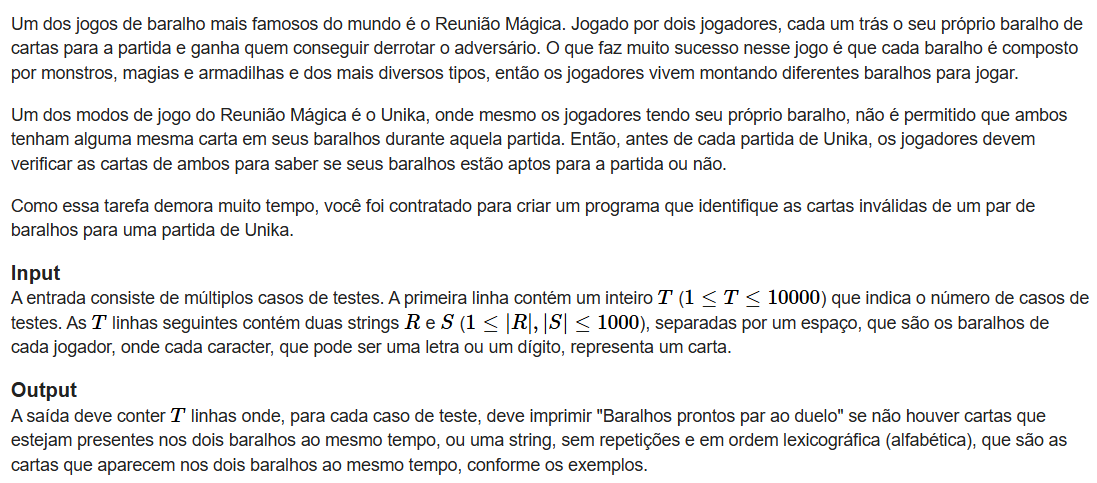 Um dos jogos de baralho mais famosos do mundo é o Reunião Mágica. Jogado por dois jogadores, cada um trás o seu próprio baralho de
cartas para a partida e ganha quem conseguir derrotar o adversário. O que faz muito sucesso nesse jogo é que cada baralho é composto
por monstros, magias e armadilhas e dos mais diversos tipos, então os jogadores vivem montando diferentes baralhos para jogar.
Um dos modos de jogo do Reunião Mágica é o Unika, onde mesmo os jogadores tendo seu próprio baralho, não é permitido que ambos
tenham alguma mesma carta em seus baralhos durante aquela partida. Então, antes de cada partida de Unika, os jogadores devem
verificar as cartas de ambos para saber se seus baralhos estão aptos para a partida ou não.
Como essa tarefa demora muito tempo, você foi contratado para criar um programa que identifique as cartas inválidas de um par de
baralhos para uma partida de Unika.
Input
A entrada consiste de múltiplos casos de testes. A primeira linha contém um inteiro T (1 ≤ T ≤ 10000) que indica o número de casos de
testes. As T linhas seguintes contém duas strings R e S (1 ≤ |R|, |S| ≤ 1000), separadas por um espaço, que são os baralhos de
cada jogador, onde cada caracter, que pode ser uma letra ou um dígito, representa um carta.
Output
A saída deve conter T linhas onde, para cada caso de teste, deve imprimir "Baralhos prontos par ao duelo" se não houver cartas que
estejam presentes nos dois baralhos ao mesmo tempo, ou uma string, sem repetições e em ordem lexicográfica (alfabética), que são as
cartas que aparecem nos dois baralhos ao mesmo tempo, conforme os exemplos.